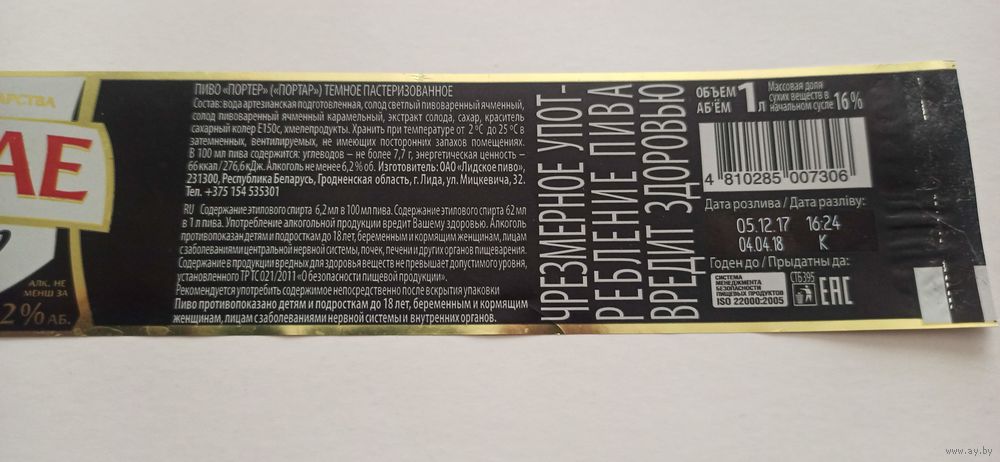 АРСТВА
АЕ
АЛК. НЕ
МЕНШ ЗА
2% АБ.
ПИВО «ПОРТЕР» («ПОРТАР») ТЕМНОЕ ПАСТЕРИЗОВАННОЕ
Состав: вода артезианская подготовленная, солод светлый пивоваренный ячменный,
солод пивоваренный ячменный карамельный, экстракт солода, сахар, краситель
сахарный колер Е150с, хмелепродукты. Хранить при температуре от 2 °С до 25 °С в
затемненных, вентилируемых, не имеющих посторонних запахов помещениях.
В 100 мл пива содержится: углеводов – не более 7,7 г, энергетическая ценность –
66 ккал / 276,6 кДж. Алкоголь не менее 6,2% об. Изготовитель: ОАО «Лидское пиво»,
231300, Республика Беларусь, Гродненская область, г. Лида, ул. Мицкевича, 32.
Тел. +375 154 535301
RU Содержание этилового спирта 6,2 мл в 100 мл пива. Содержание этилового спирта 62 мл
в 1 л пива. Употребление алкогольной продукции вредит Вашему здоровью. Алкоголь
противопоказан детям и подросткам до 18 лет, беременным и кормящим женщинам, лицам
с заболеваниями центральной нервной системы, почек, печени и других органов пищеварения.
Содержание в продукции вредных для здоровья веществ не превышает допустимого уровня,
установленного ТР ТС 021/2011 «О безопасности пищевой продукции».
Рекомендуется употребить содержимое непосредственно после вскрытия упаковки
Пиво противопоказано детям и подросткам до 18 лет, беременным и кормящим
женщинам, лицам с заболеваниями нервной системы и внутренних органов.
ЧРЕЗМЕРНОЕ УПОТ-
РЕБЛЕНИЕ ПИВА
ВРЕДИТ ЗДОРОВЬЮ
ОБЪЕМ
АБ'ЁМ
1 л
Массовая доля
сухих веществ в
начальном сусле 16%
4 810285 007306
Дата розлива / Дата разліву:
05.12.17 16:24
04.04.18 К
Годен до / Прыдатны да:
СИСТЕМА
МЕНЕДЖМЕНТА
БЕЗОПАСНОСТИ
ПИЩЕВЫХ ПРОДУКТОВ
ISO 22000:2005
СТБ395
ЕАС
www.ay.by